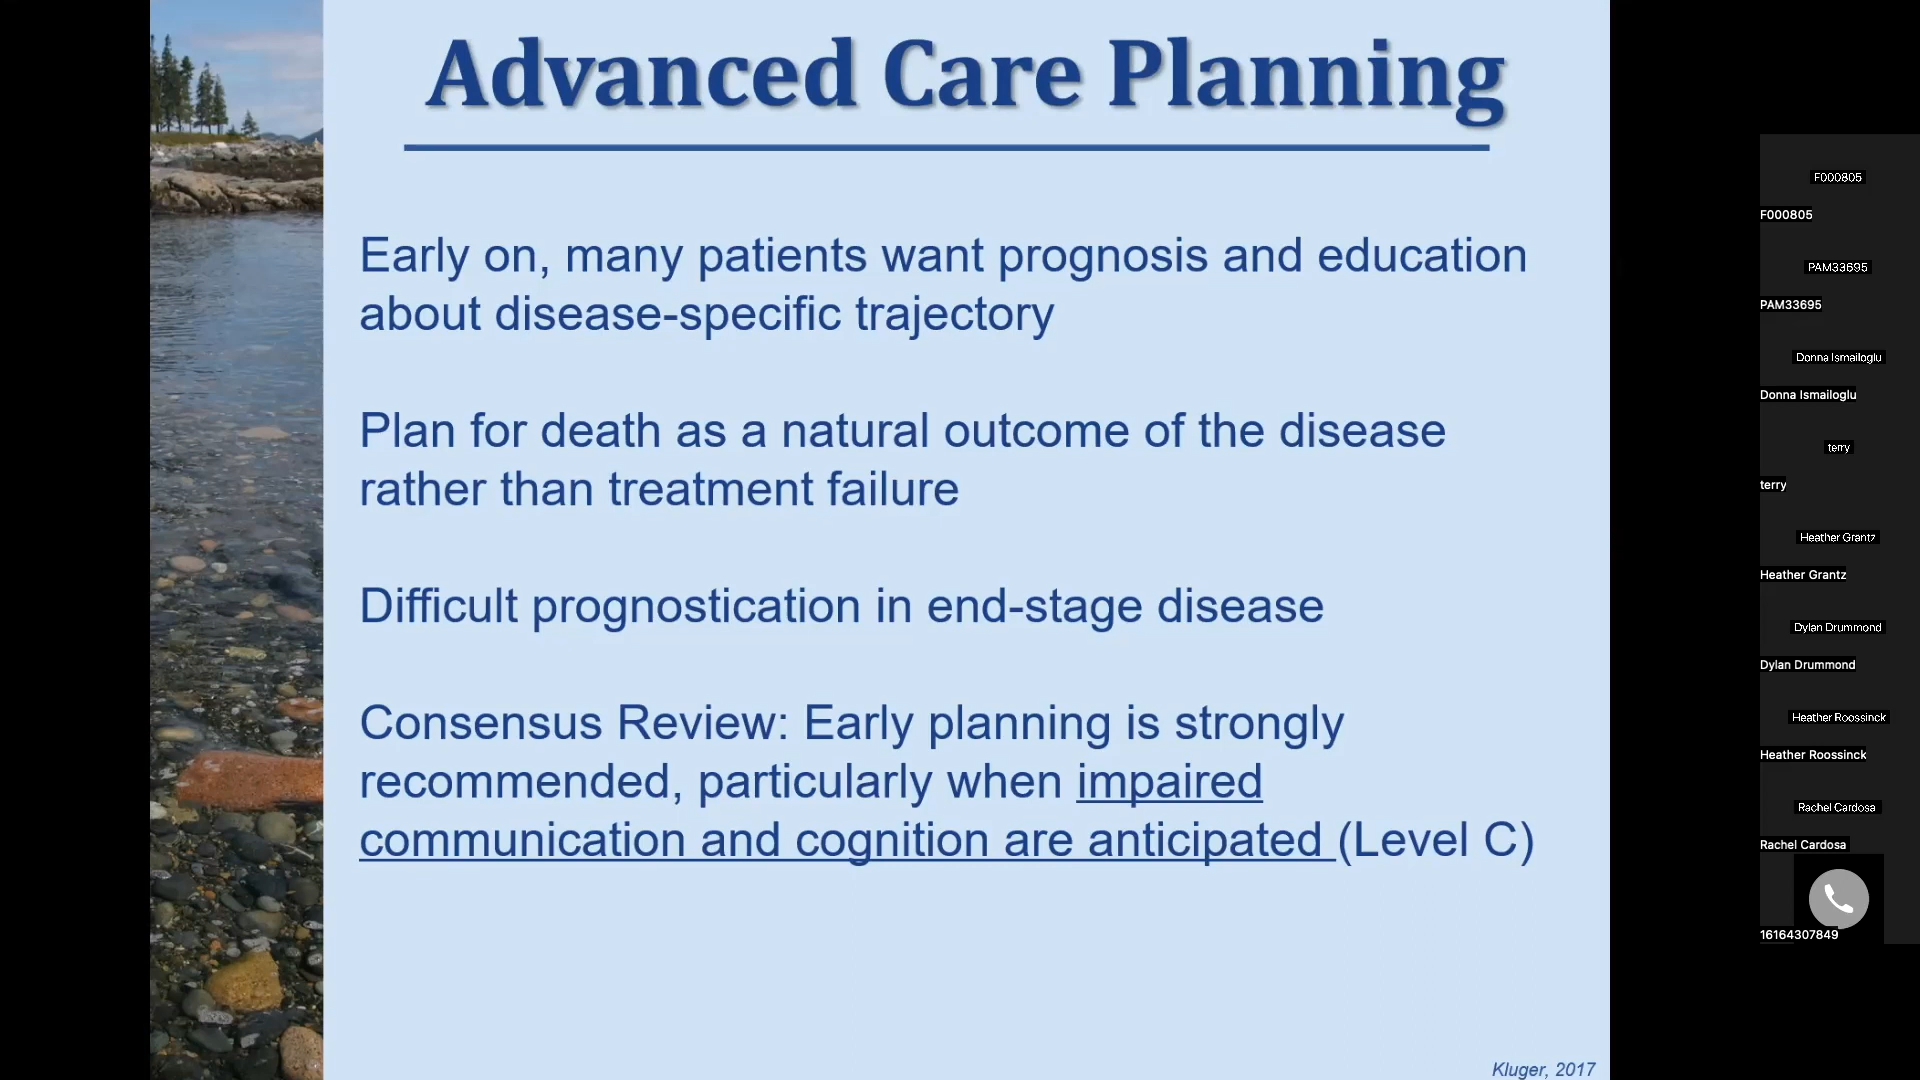 Advanced Care Planning
Early on, many patients want prognosis and education
about disease-specific trajectory
Plan for death as a natural outcome of the disease
rather than treatment failure
Difficult prognostication in end-stage disease
Consensus Review: Early planning is strongly
recommended, particularly when impaired
communication and cognition are anticipated (Level C)
Kluger, 2017
F000805
F000805
PAM33695
PAM33695
Donna Ismailoglu
Donna Ismailoglu
terry
terry
Heather Grantz
Heather Grantz
Dylan Drummond
Dylan Drummond
Heather Roossinck
Heather Roossinck
Rachel Cardosa
Rachel Cardosa
16164307849